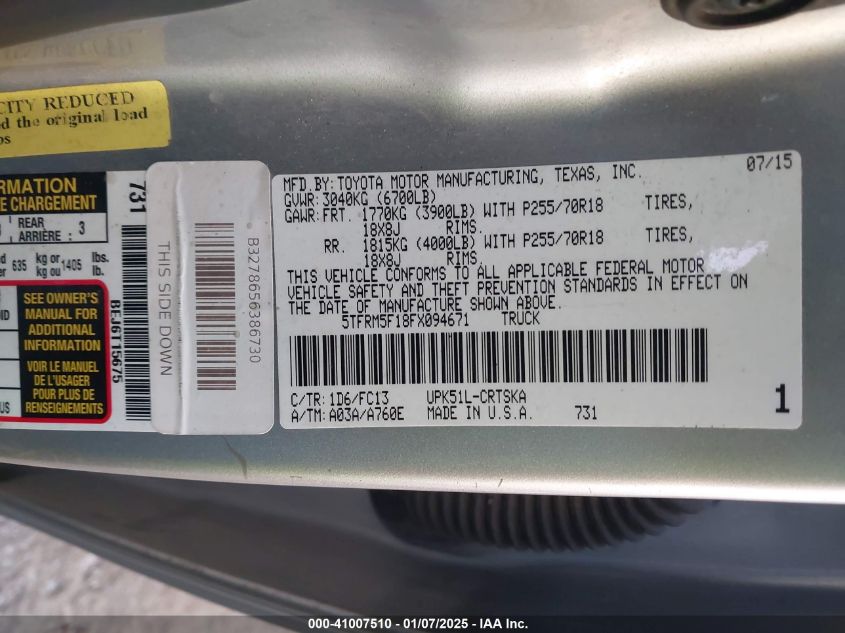 CITY REDUCED
the original load
RMATION
E CHARGEMENT
REAR
ARRIÈRE : 3
635 kg or
kg ou 1405 lbs.
lb.
SEE OWNER'S
MANUAL FOR
ADDITIONAL
INFORMATION
VOIR LE MANUEL
DE L'USAGER
POUR PLUS DE
RENSEIGNEMENTS
731
BEJ6T15675
THIS SIDE DOWN
B3278656386730
MFD.BY:TOYOTA MOTOR MANUFACTURING, TEXAS, INC. 07/15
GVWR:3040KG (6700LB)
GAWR:FRT. 1770KG (3900LB) WITH P255/70R18 TIRES,
18X8J RIMS.
RR. 1815KG (4000LB) WITH P255/70R18 TIRES,
18X8J RIMS.
THIS VEHICLE CONFORMS TO ALL APPLICABLE FEDERAL MOTOR
VEHICLE SAFETY AND THEFT PREVENTION STANDARDS IN EFFECT ON
THE DATE OF MANUFACTURE SHOWN ABOVE.
5TFRM5F18FX094671 TRUCK
C/TR:1D6/FC13 UPK51L-CRTSKA
A/TM:A03A/A760E MADE IN U.S.A. 731 1
000-41007510 - 01/07/2025 - IAA Inc.